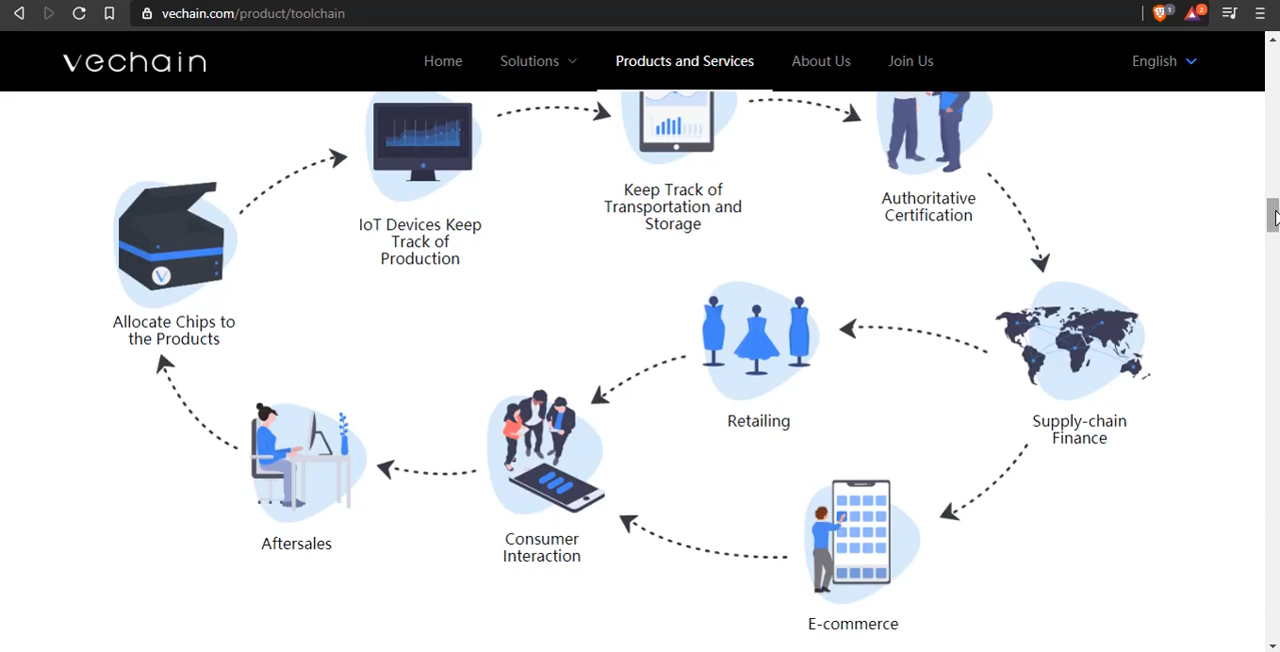 vechain.com/product/toolchain
1
2
vechain
Home
Solutions
Products and Services
About Us
Join Us
English
Keep Track of
Transportation and
Storage
Authoritative
Certification
IoT Devices Keep
Track of
Production
Allocate Chips to
the Products
Retailing
Supply-chain
Finance
Consumer
Interaction
Aftersales
E-commerce